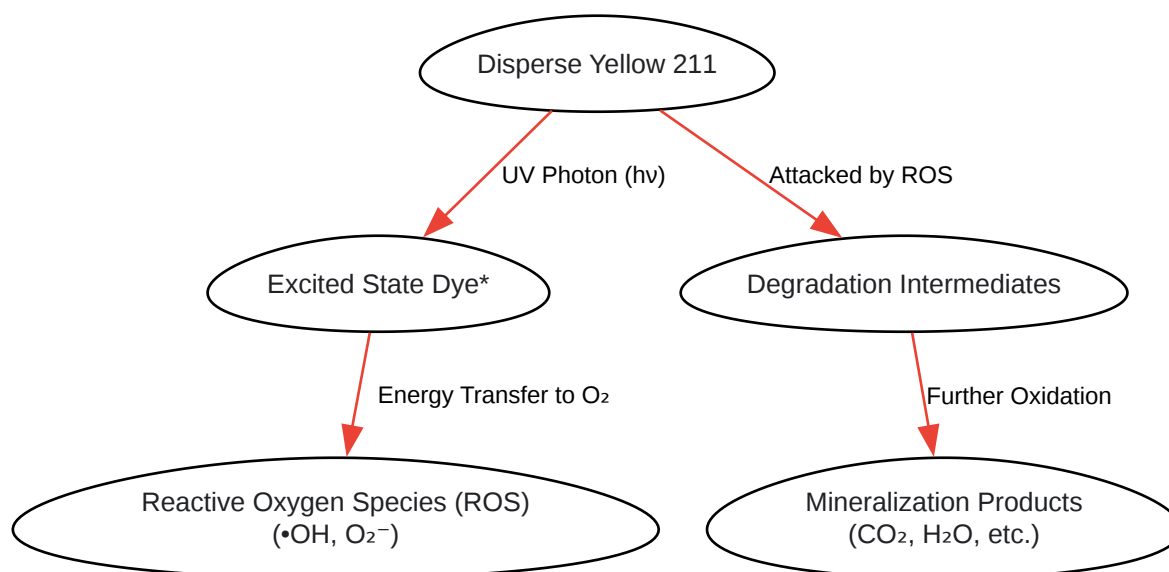 Disperse Yellow 211
UV Photon (hν)
Attacked by ROS
Excited State Dye*
Degradation Intermediates
Energy Transfer to O₂
Further Oxidation
Reactive Oxygen Species (ROS)
(•OH, O₂⁻)
Mineralization Products
(CO₂, H₂O, etc.)